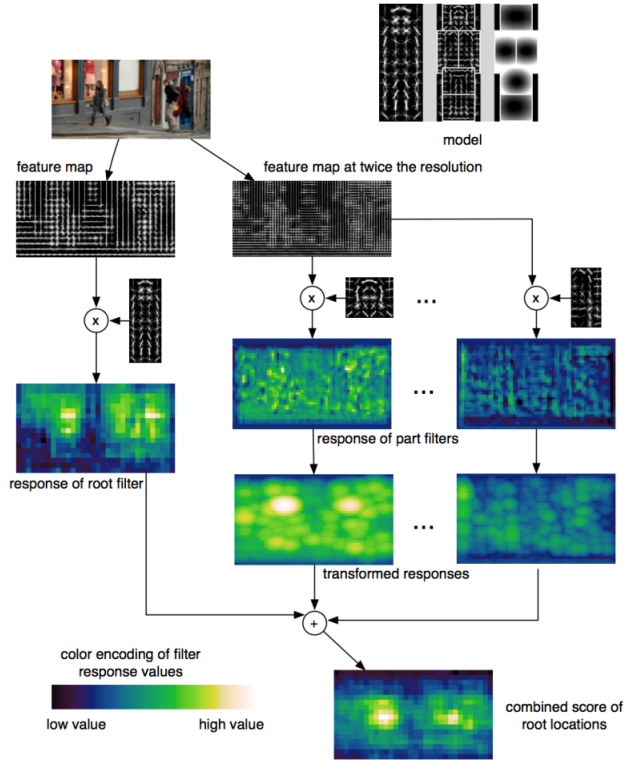 model
feature map
feature map at twice the resolution
x
x
...
x
response of part filters
...
response of root filter
...
transformed responses
+
color encoding of filter
response values
low value
high value
combined score of
root locations